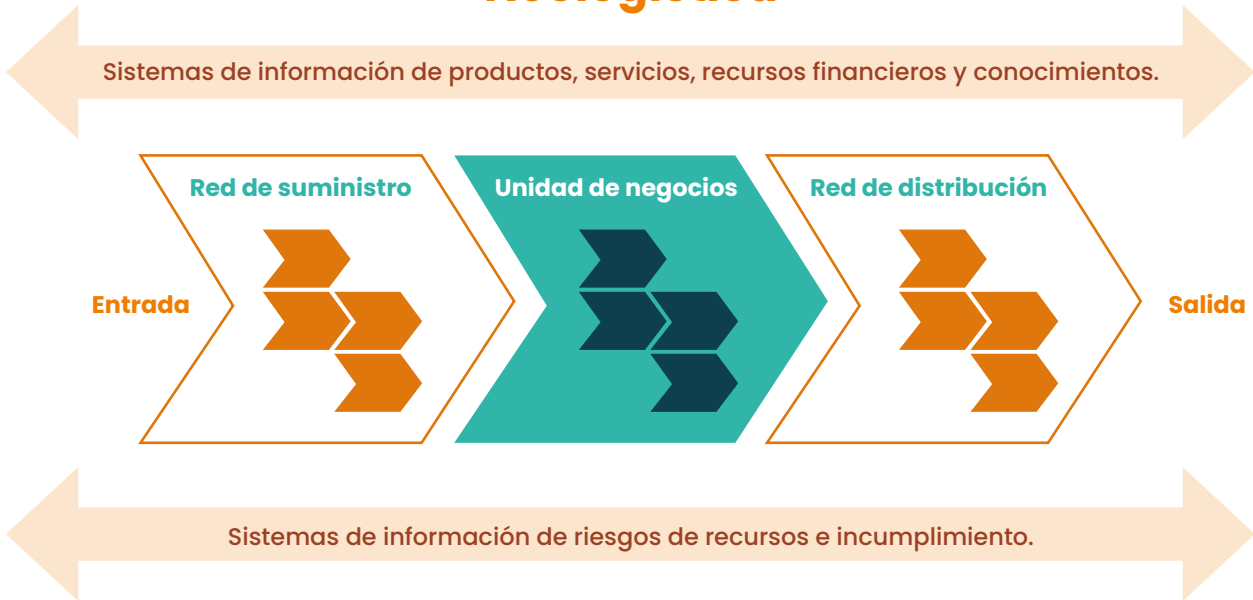 Sistemas de información de productos, servicios, recursos financieros y conocimientos.
Red de suministro
Unidad de negocios
Red de distribución
Entrada
Salida
Sistemas de información de riesgos de recursos e incumplimiento.